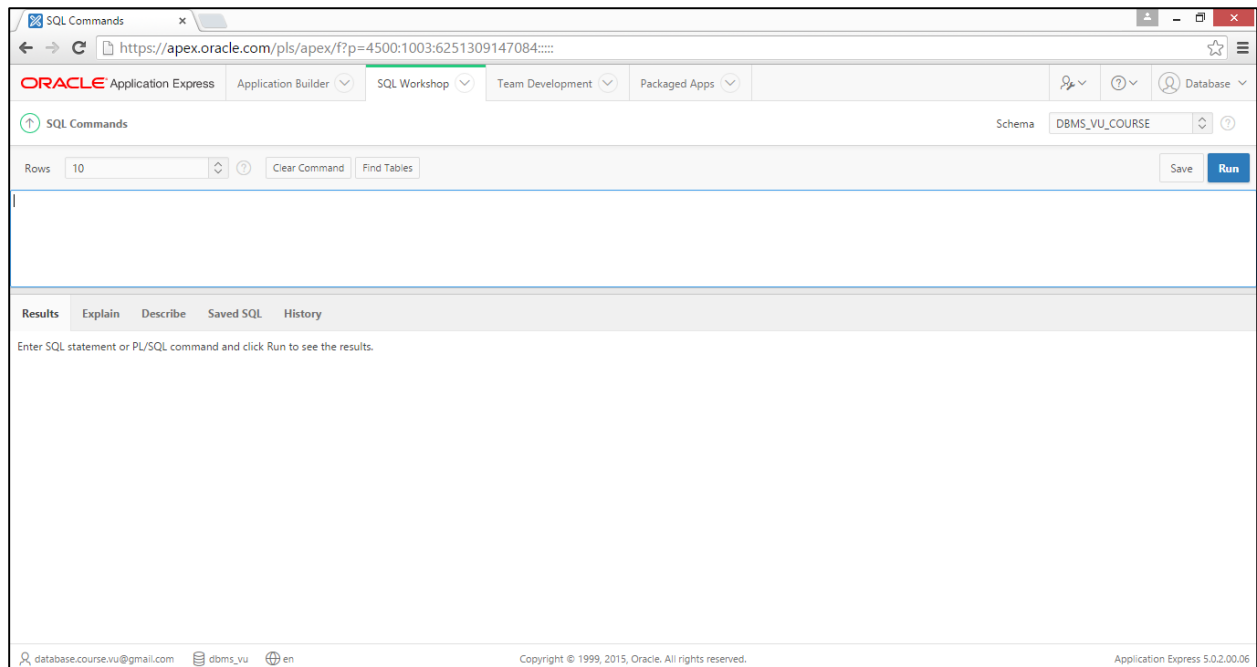 SQL Commands
https://apex.oracle.com/pls/apex/f?p=4500:1003:6251309147084:::::
ORACLE Application Express Application Builder SQL Workshop Team Development Packaged Apps Database
SQL Commands Schema DBMS_VU_COURSE
Rows 10 Clear Command Find Tables Save Run
Results Explain Describe Saved SQL History
Enter SQL statement or PL/SQL command and click Run to see the results.
database.course.vu@gmail.com dbms_vu en Copyright © 1999, 2015, Oracle. All rights reserved. Application Express 5.0.2.00.06